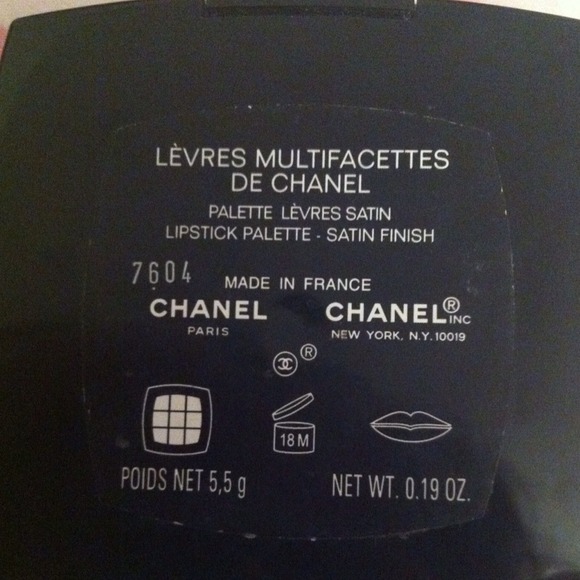 LÈVRES MULTIFACETTES
DE CHANEL
PALETTE LÈVRES SATIN
LIPSTICK PALETTE - SATIN FINISH
7604
MADE IN FRANCE
CHANEL
PARIS
CHANEL® INC
NEW YORK, N.Y. 10019
®
18 M
POIDS NET 5,5 g
NET WT. 0.19 OZ.